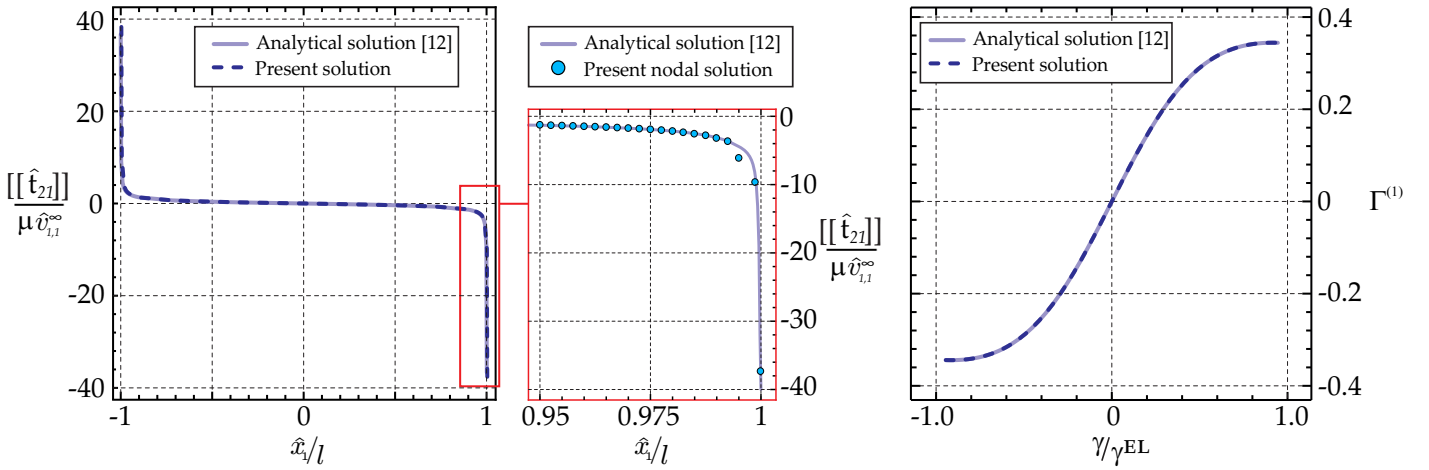 40
20
0
-20
-40
[[t̂21]]
μv̂∞1,1
Analytical solution [12]
Present solution
-1
0
1
x̂1/l
Analytical solution [12]
Present nodal solution
0
-10
-20
-30
-40
[[t̂21]]
μv̂∞1,1
0.95
0.975
1
x̂1/l
Analytical solution [12]
Present solution
0.4
0.2
0
-0.2
-0.4
Γ(1)
-1.0
0
1.0
γ/γEL